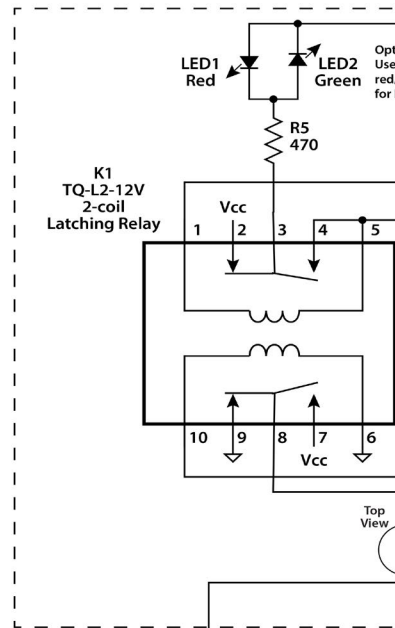 Opt
Use
red,
for
LED1
Red
LED2
Green
R5
470
K1
TQ-L2-12V
2-coil
Latching Relay
Vcc
1 2 3 4 5
10 9 8 7 6
Vcc
Top
View